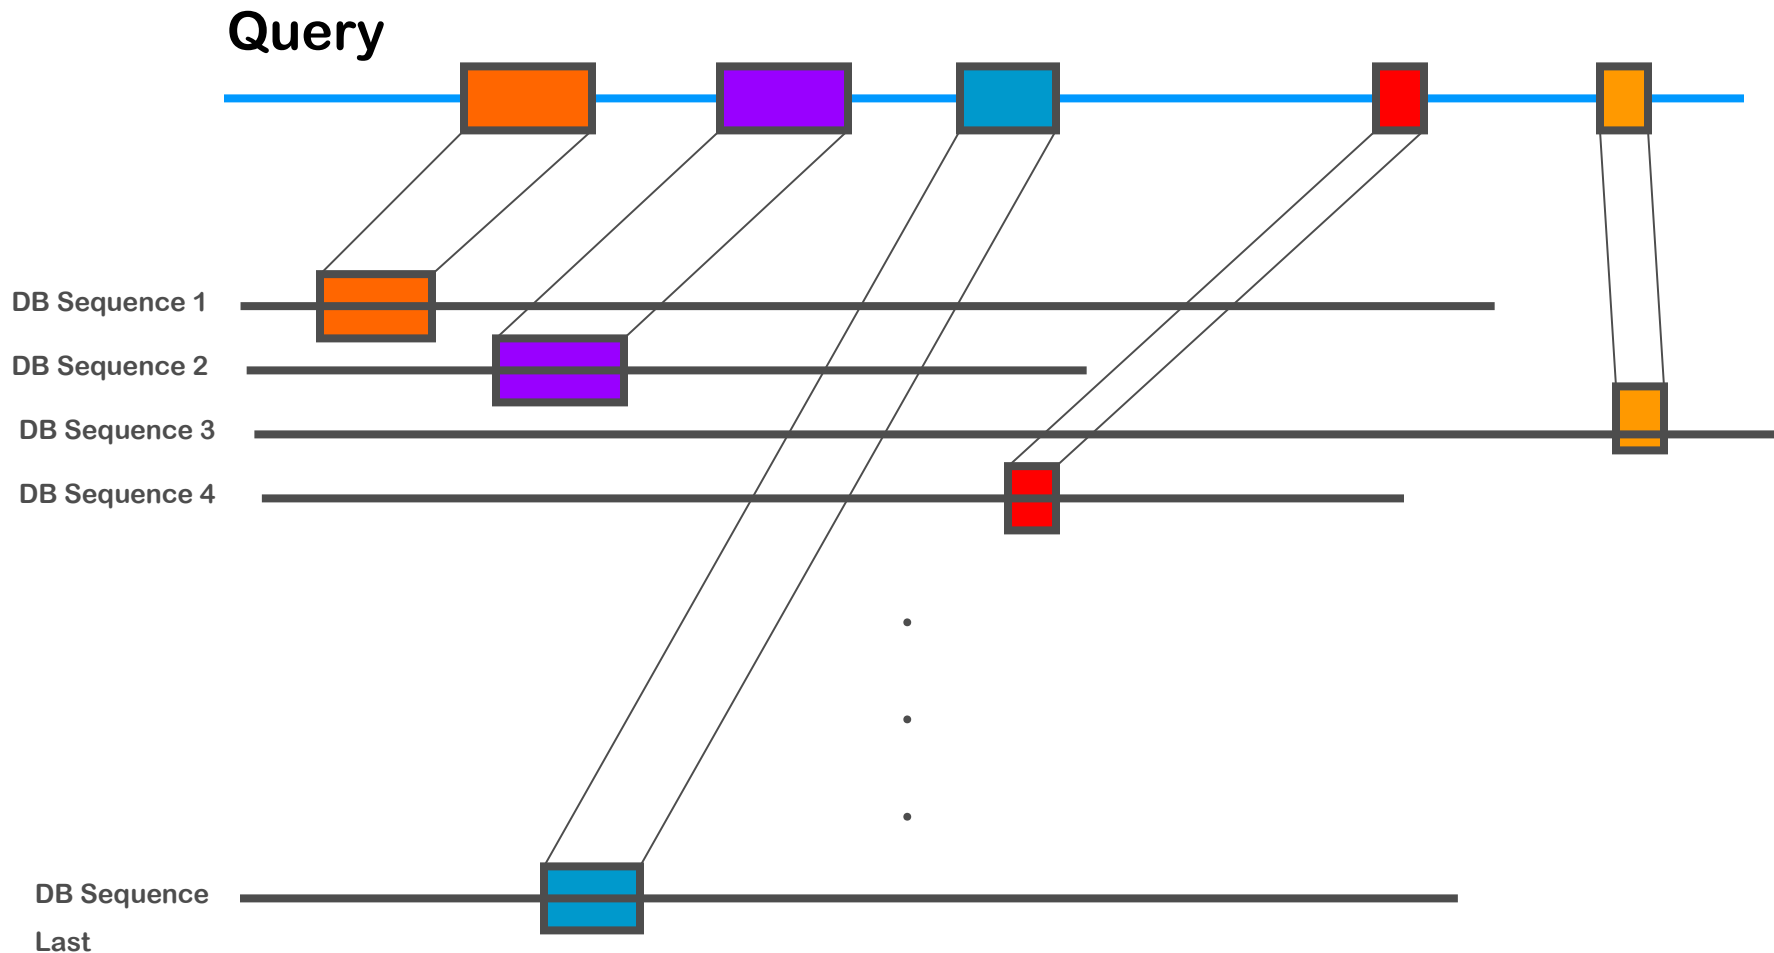 Query
DB Sequence 1
DB Sequence 2
DB Sequence 3
DB Sequence 4
DB Sequence
Last